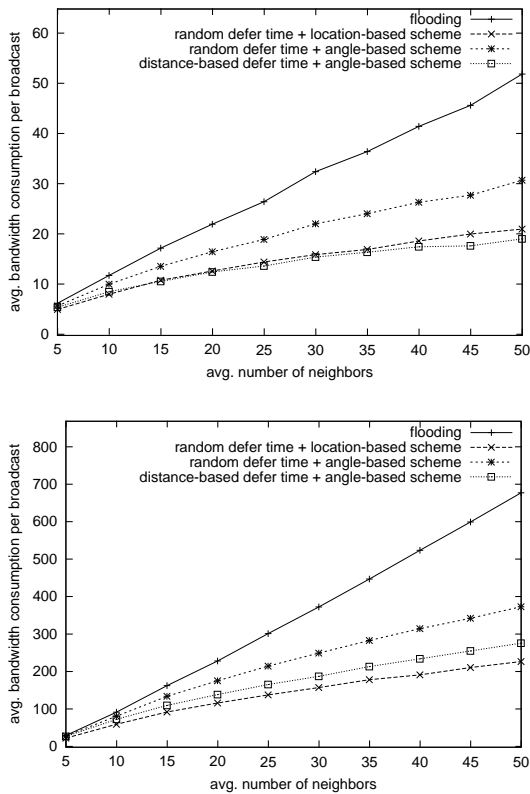 60
50
40
30
20
10
0
avg. bandwidth consumption per broadcast
flooding
random defer time + location-based scheme
random defer time + angle-based scheme
distance-based defer time + angle-based scheme
5 10 15 20 25 30 35 40 45 50
avg. number of neighbors
800
700
600
500
400
300
200
100
0
avg. bandwidth consumption per broadcast
flooding
random defer time + location-based scheme
random defer time + angle-based scheme
distance-based defer time + angle-based scheme
5 10 15 20 25 30 35 40 45 50
avg. number of neighbors